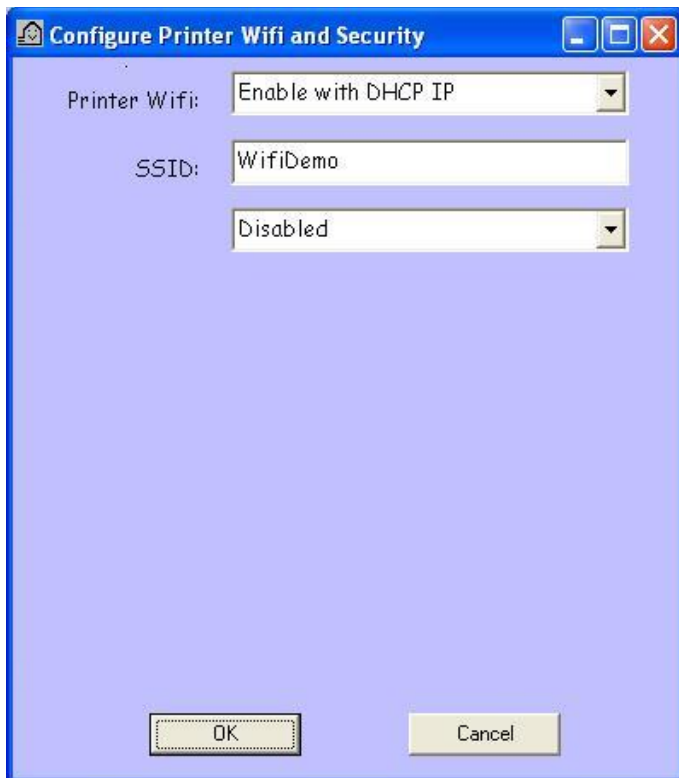 Configure Printer Wifi and Security
Printer Wifi: Enable with DHCP IP
SSID: WifiDemo
Disabled
OK Cancel